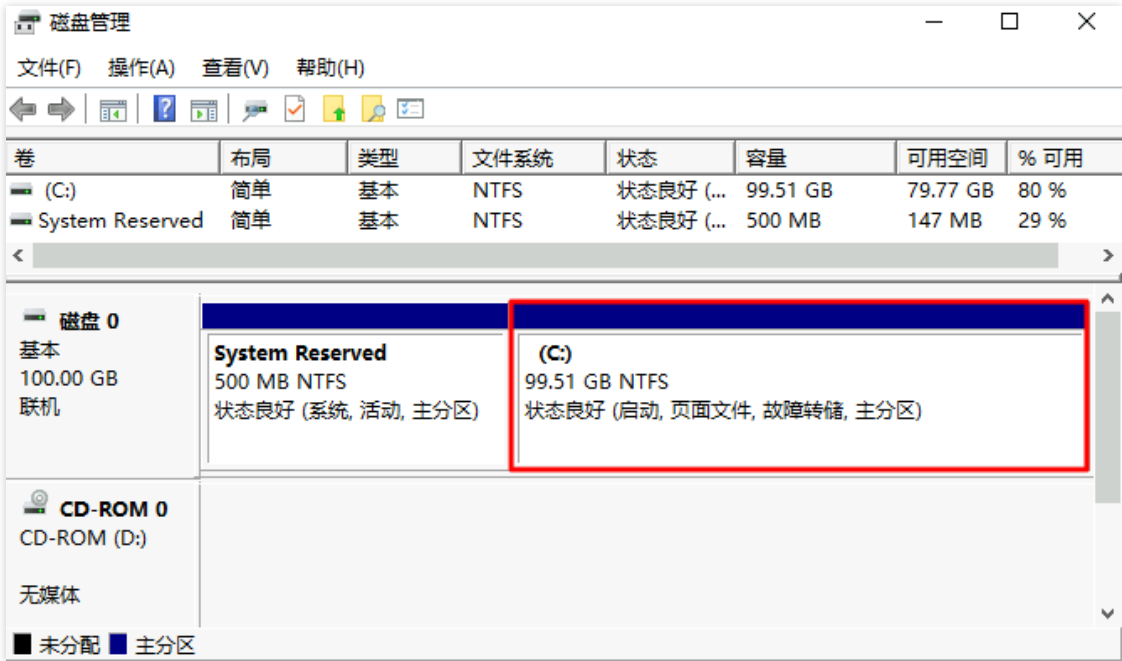 磁盘管理
文件(F) 操作(A) 查看(V) 帮助(H)
卷 布局 类型 文件系统 状态 容量 可用空间 % 可用
(C:) 简单 基本 NTFS 状态良好 (... 99.51 GB 79.77 GB 80 %
System Reserved 简单 基本 NTFS 状态良好 (... 500 MB 147 MB 29 %
磁盘 0
基本
100.00 GB
联机
System Reserved
500 MB NTFS
状态良好 (系统, 活动, 主分区)
(C:)
99.51 GB NTFS
状态良好 (启动, 页面文件, 故障转储, 主分区)
CD-ROM 0
CD-ROM (D:)
无媒体
未分配 主分区